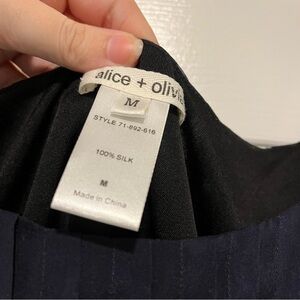 alice + olivia
M
STYLE 71-892-616
100% SILK
M
Made in China